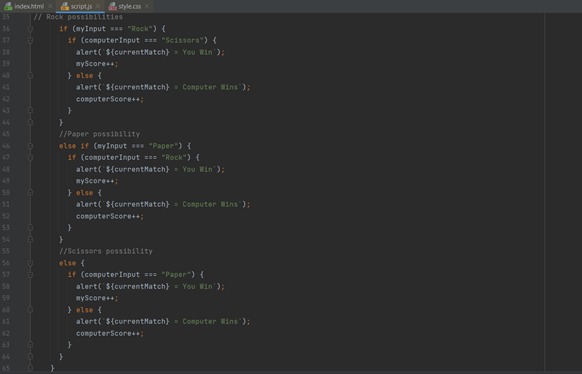 index.html script.js style.css
35 // Rock possibilities
36 if (myInput === "Rock") {
37 if (computerInput === "Scissors") {
38 alert(`${currentMatch} = You Win`);
39 myScore++;
40 } else {
41 alert(`${currentMatch} = Computer Wins`);
42 computerScore++;
43 }
44 }
45 //Paper possibility
46 else if (myInput === "Paper") {
47 if (computerInput === "Rock") {
48 alert(`${currentMatch} = You Win`);
49 myScore++;
50 } else {
51 alert(`${currentMatch} = Computer Wins`);
52 computerScore++;
53 }
54 }
55 //Scissors possibility
56 else {
57 if (computerInput === "Paper") {
58 alert(`${currentMatch} = You Win`);
59 myScore++;
60 } else {
61 alert(`${currentMatch} = Computer Wins`);
62 computerScore++;
63 }
64 }
65 }